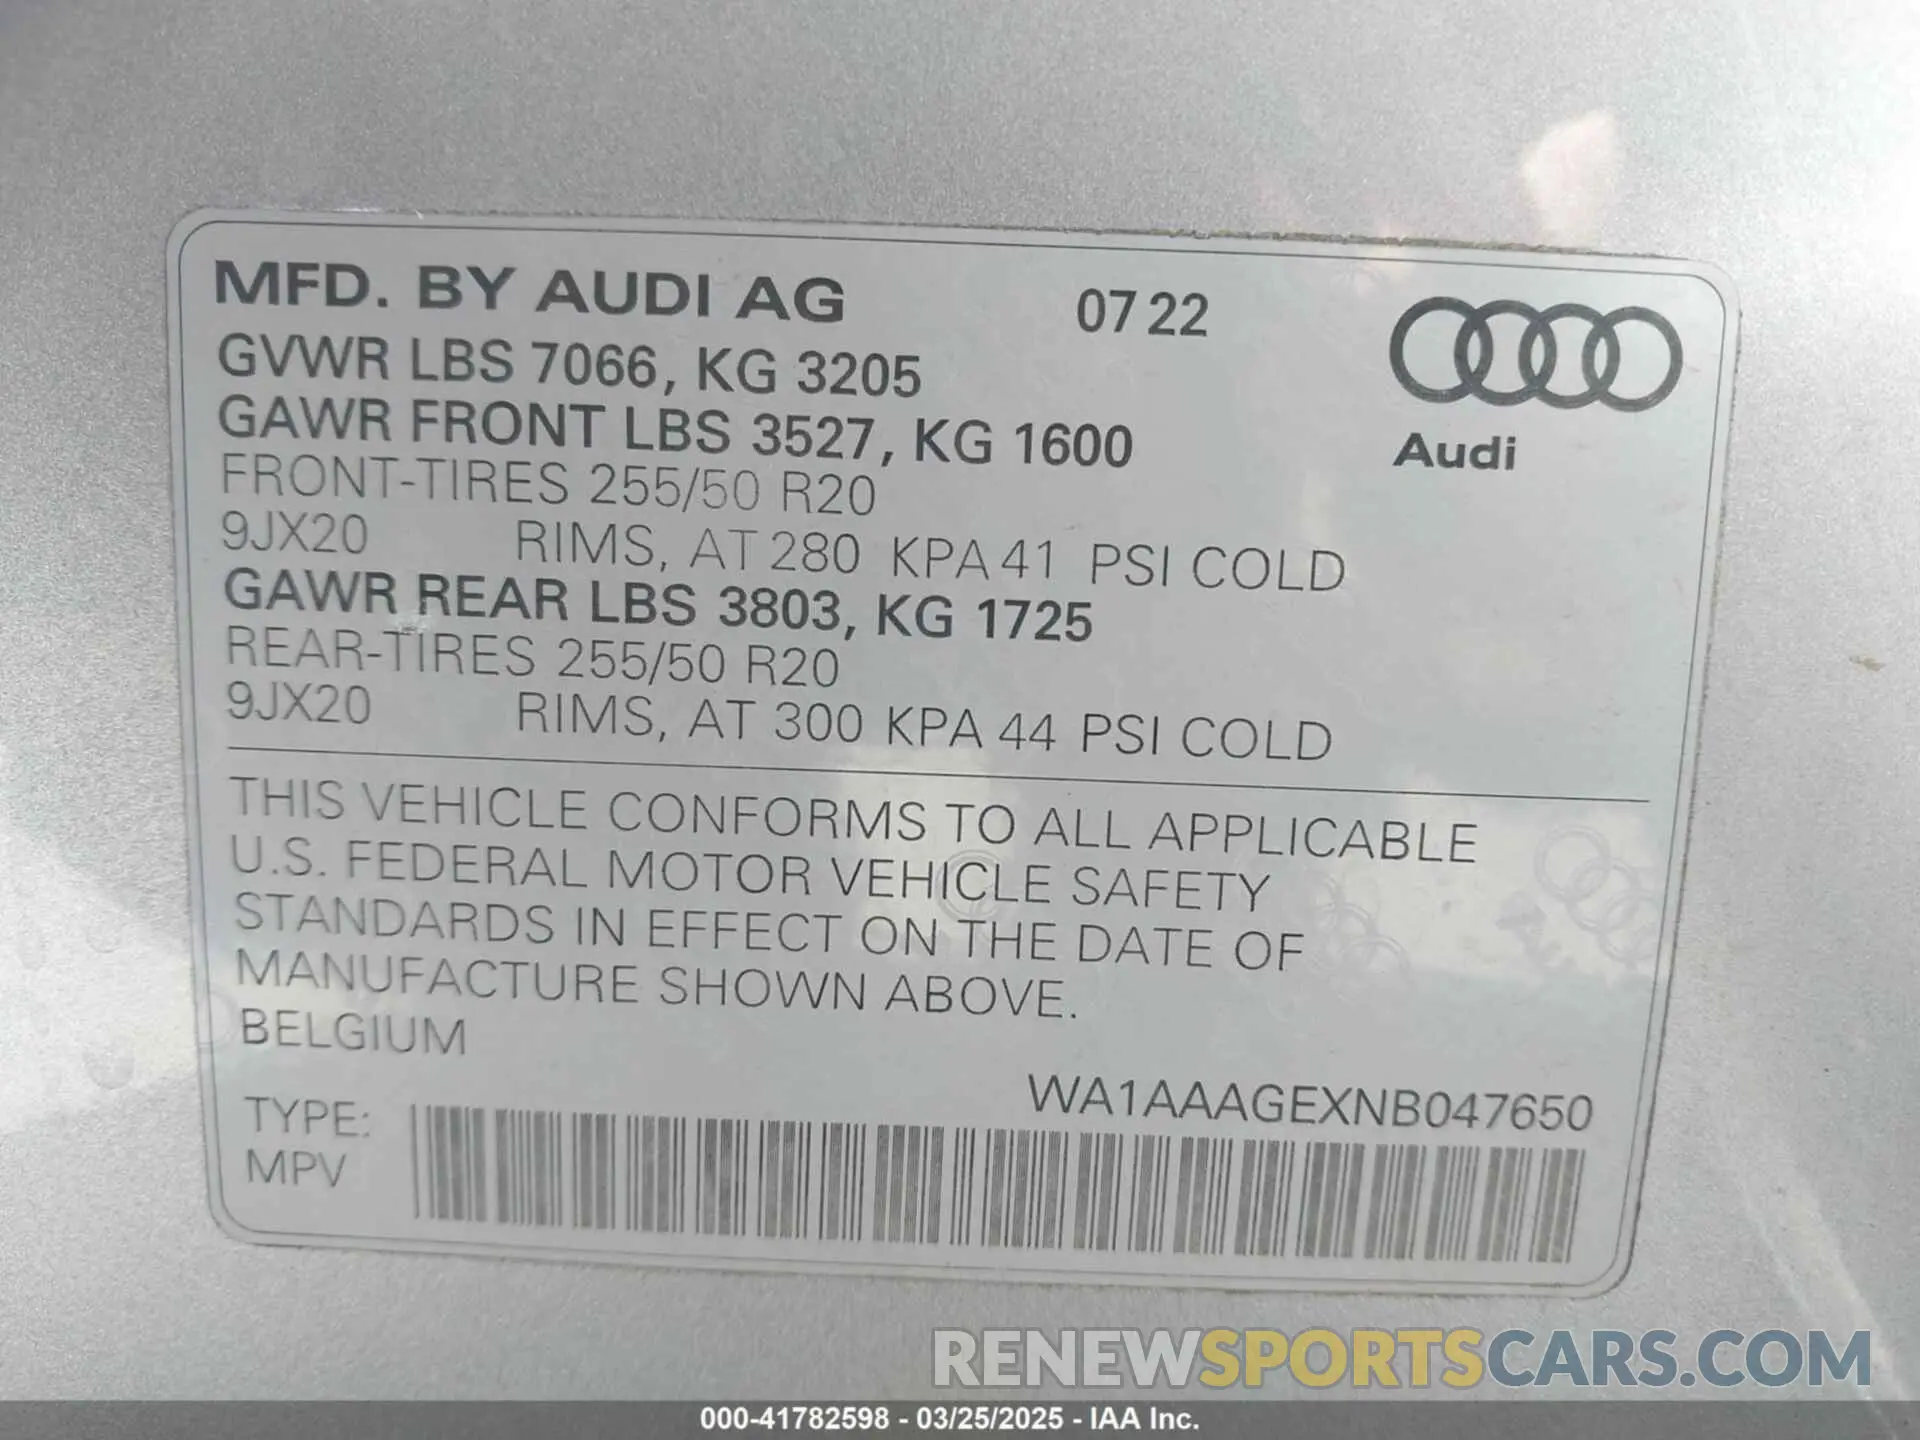 MFD. BY AUDI AG 07 22
GVWR LBS 7066, KG 3205
GAWR FRONT LBS 3527, KG 1600
Audi
FRONT-TIRES 255/50 R20
9JX20 RIMS, AT 280 KPA 41 PSI COLD
GAWR REAR LBS 3803, KG 1725
REAR-TIRES 255/50 R20
9JX20 RIMS, AT 300 KPA 44 PSI COLD
THIS VEHICLE CONFORMS TO ALL APPLICABLE
U.S. FEDERAL MOTOR VEHICLE SAFETY
STANDARDS IN EFFECT ON THE DATE OF
MANUFACTURE SHOWN ABOVE.
BELGIUM
WA1AAAGEXNB047650
TYPE:
MPV
RENEWSPORTSCARS.COM
000-41782598 - 03/25/2025 - IAA Inc.